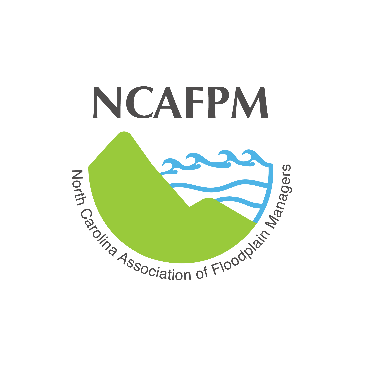 NCAFPM
North Carolina Association of Floodplain Managers